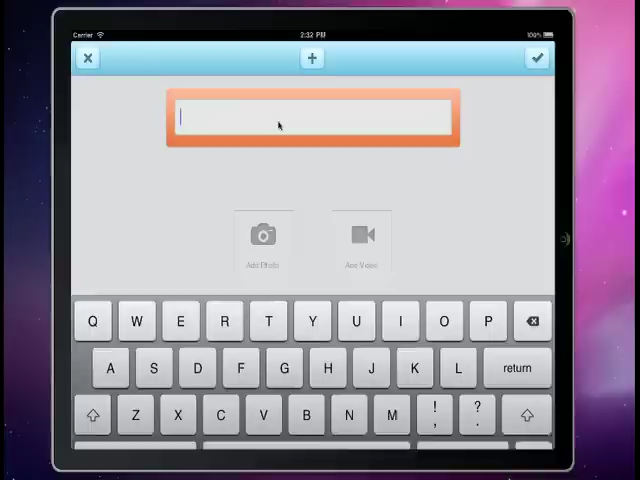 Carrier
2:32 PM
100%
Add Photo
Add Video
Q W E R T Y U I O P
A S D F G H J K L return
Z X C V B N M ! , ? .